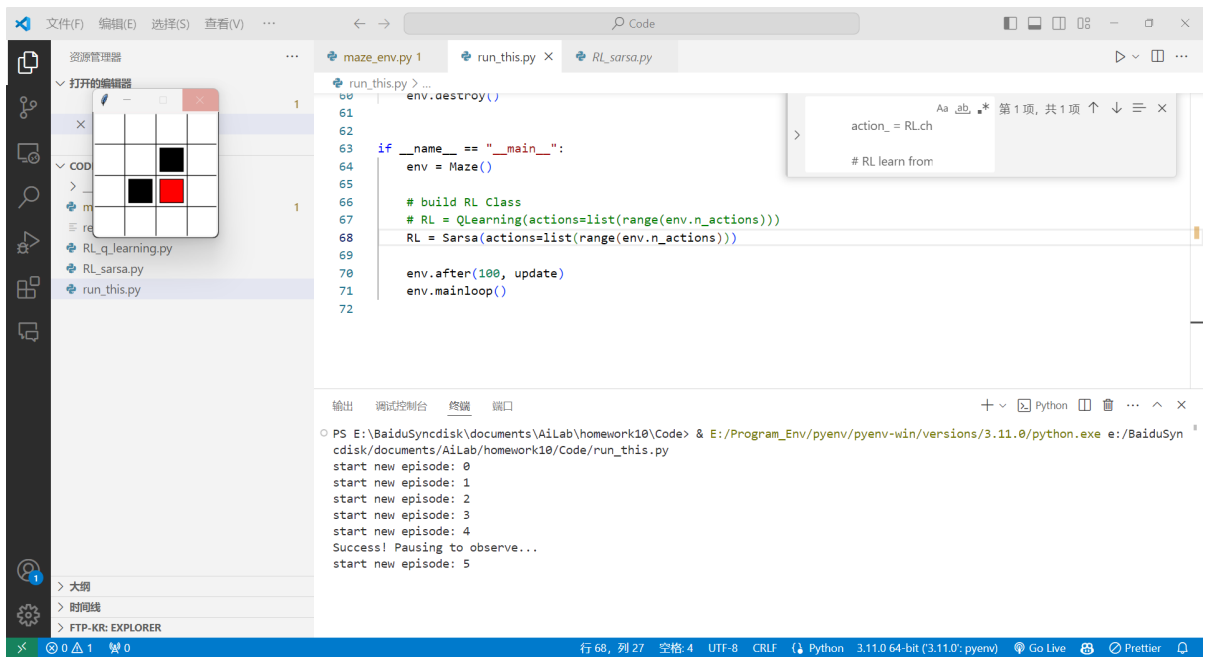 文件(F) 编辑(E) 选择(S) 查看(V) ··· Code
资源管理器 ···
打开的编辑器
1
COD
m 1
re
RL_q_learning.py
RL_sarsa.py
run_this.py
大纲
时间线
FTP-KR: EXPLORER
maze_env.py 1 run_this.py RL_sarsa.py
run_this.py > ...
60 env.destroy()
61
62
63 if __name__ == "__main__":
64 env = Maze()
65
66 # build RL Class
67 # RL = QLearning(actions=list(range(env.n_actions)))
68 RL = Sarsa(actions=list(range(env.n_actions)))
69
70 env.after(100, update)
71 env.mainloop()
72
Aa ab .* 第 1 项, 共 1 项
action_ = RL.ch
# RL learn from
输出 调试控制台 终端 端口 Python
PS E:\BaiduSyncdisk\documents\AiLab\homework10\Code> & E:/Program_Env/pyenv/pyenv-win/versions/3.11.0/python.exe e:/BaiduSyn
cdisk/documents/AiLab/homework10/Code/run_this.py
start new episode: 0
start new episode: 1
start new episode: 2
start new episode: 3
start new episode: 4
Success! Pausing to observe...
start new episode: 5
1
0 1 0 行 68, 列 27 空格: 4 UTF-8 CRLF Python 3.11.0 64-bit ('3.11.0': pyenv) Go Live Prettier